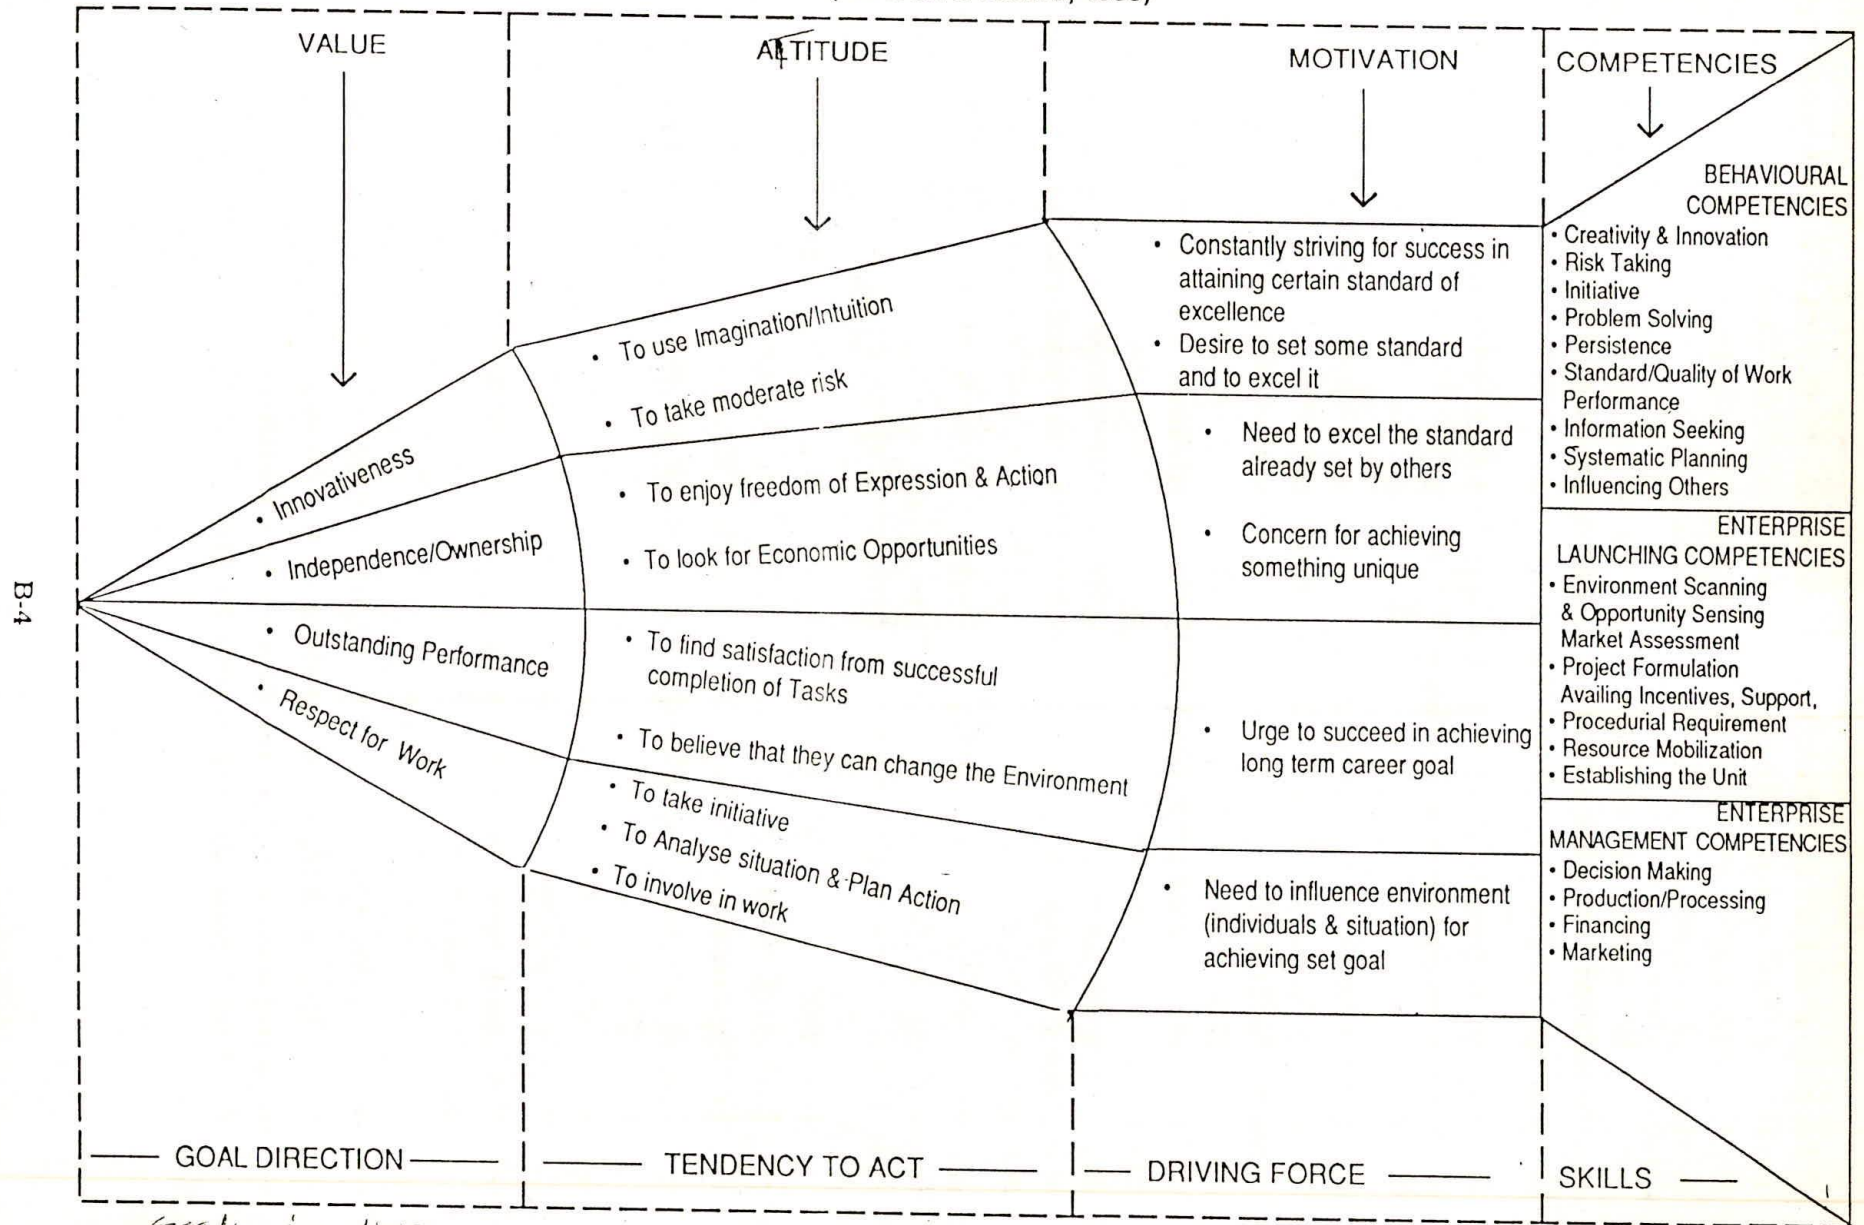 VALUE
ALTITUDE
MOTIVATION
COMPETENCIES
• Innovativeness
• Independence/Ownership
• Outstanding Performance
• Respect for Work
• To use Imagination/Intuition
• To take moderate risk
• To enjoy freedom of Expression & Action
• To look for Economic Opportunities
• To find satisfaction from successful
completion of Tasks
• To believe that they can change the Environment
• To take initiative
• To Analyse situation & Plan Action
• To involve in work
• Constantly striving for success in
attaining certain standard of
excellence
• Desire to set some standard
and to excel it
• Need to excel the standard
already set by others
• Concern for achieving
something unique
• Urge to succeed in achieving
long term career goal
• Need to influence environment
(individuals & situation) for
achieving set goal
BEHAVIOURAL
COMPETENCIES
• Creativity & Innovation
• Risk Taking
• Initiative
• Problem Solving
• Persistence
• Standard/Quality of Work
Performance
• Information Seeking
• Systematic Planning
• Influencing Others
ENTERPRISE
LAUNCHING COMPETENCIES
• Environment Scanning
& Opportunity Sensing
Market Assessment
• Project Formulation
Availing Incentives, Support,
• Procedurial Requirement
• Resource Mobilization
• Establishing the Unit
ENTERPRISE
MANAGEMENT COMPETENCIES
• Decision Making
• Production/Processing
• Financing
• Marketing
GOAL DIRECTION
TENDENCY TO ACT
DRIVING FORCE
SKILLS
B-4